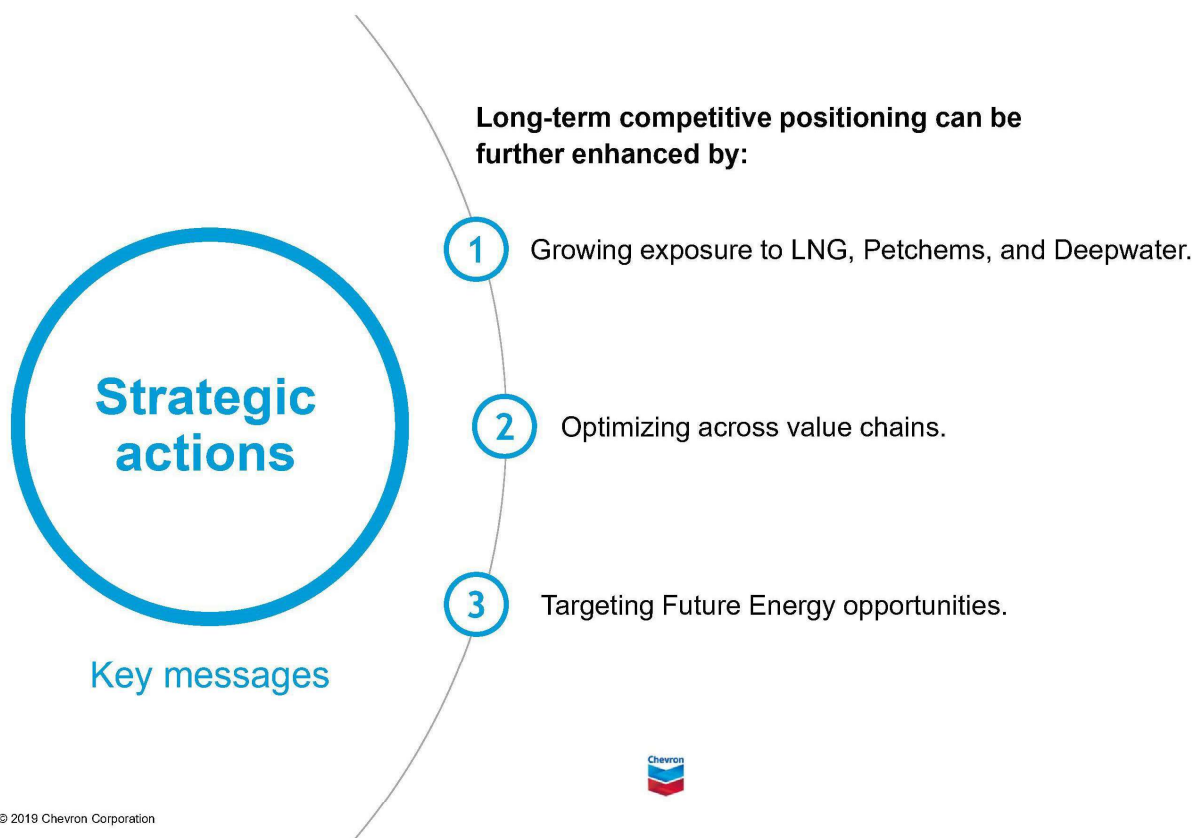 Long-term competitive positioning can be
further enhanced by:
1 Growing exposure to LNG, Petchems, and Deepwater.
Strategic
actions
2 Optimizing across value chains.
3 Targeting Future Energy opportunities.
Key messages
Chevron
© 2019 Chevron Corporation